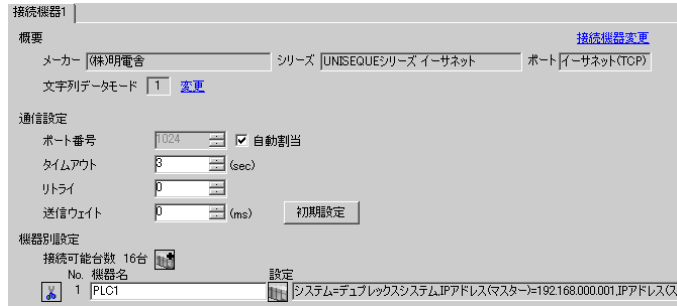 接続機器1
概要 接続機器変更
メーカー (株)明電舎 シリーズ UNISEQUEシリーズ イーサネット ポート イーサネット(TCP)
文字列データモード 1 変更
通信設定
ポート番号 1024 自動割当
タイムアウト 3 (sec)
リトライ 0
送信ウェイト 0 (ms) 初期設定
機器別設定
接続可能台数 16台
No. 機器名 設定
1 PLC1 システム=デュプレックスシステム,IPアドレス(マスター)=192.168.000.001,IPアドレス(ス